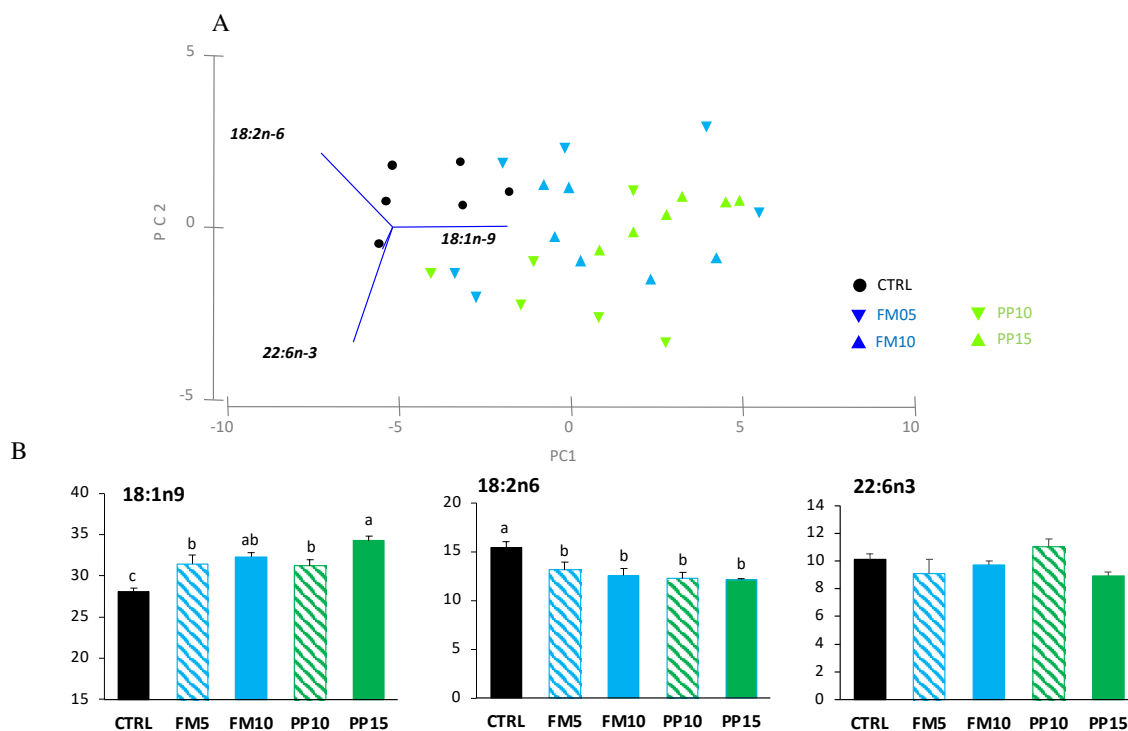 A
5
0
-5
P C 2
18:2n-6
18:1n-9
22:6n-3
CTRL
FM05
PP10
FM10
PP15
-10
-5
0
5
10
PC1
B
18:1n9
40
35
30
25
20
15
c
b
ab
b
a
CTRL FM5 FM10 PP10 PP15
18:2n6
20
15
10
5
0
a
b
b
b
b
CTRL FM5 FM10 PP10 PP15
22:6n3
14
12
10
8
6
4
2
0
CTRL FM5 FM10 PP10 PP15